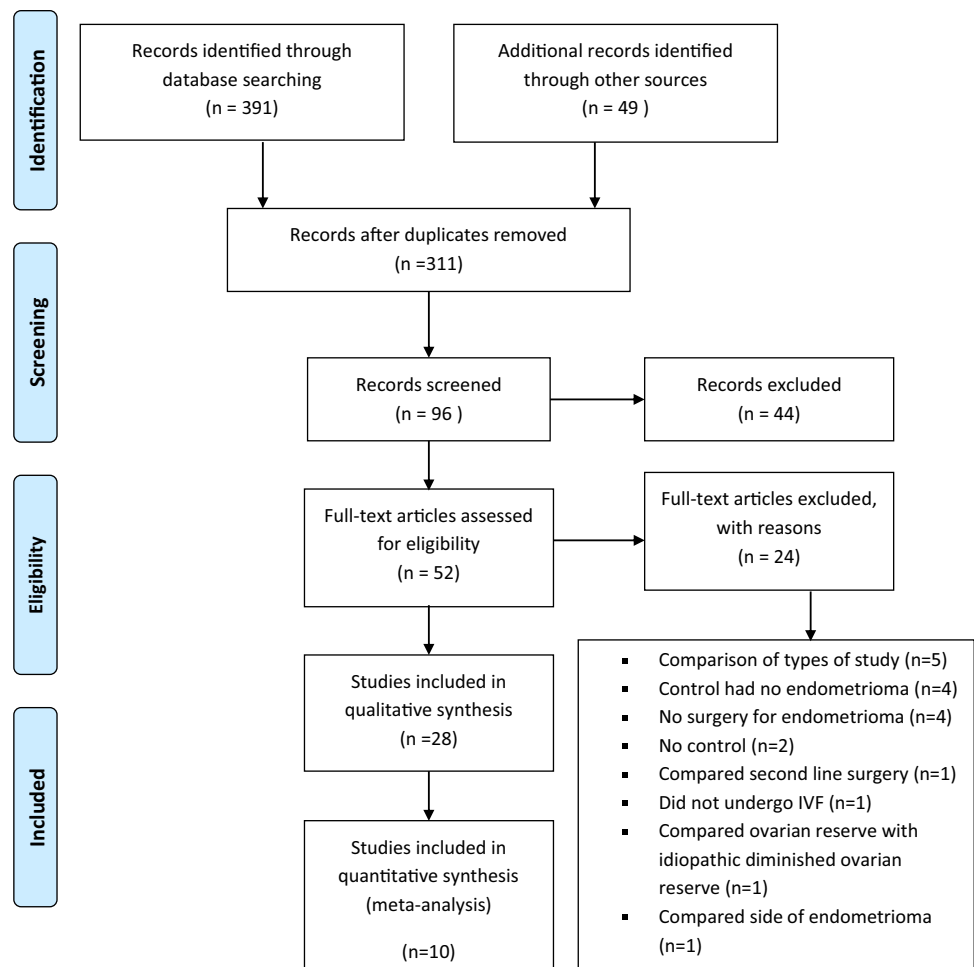 Identification
Records identified through
database searching
(n = 391)
Additional records identified
through other sources
(n = 49 )
Records after duplicates removed
(n =311)
Screening
Records screened
(n = 96 )
Records excluded
(n = 44)
Eligibility
Full-text articles assessed
for eligibility
(n = 52)
Full-text articles excluded,
with reasons
(n = 24)
Included
Studies included in
qualitative synthesis
(n =28)
Studies included in
quantitative synthesis
(meta-analysis)
(n=10)
▪ Comparison of types of study (n=5)
▪ Control had no endometrioma (n=4)
▪ No surgery for endometrioma (n=4)
▪ No control (n=2)
▪ Compared second line surgery (n=1)
▪ Did not undergo IVF (n=1)
▪ Compared ovarian reserve with
idiopathic diminished ovarian
reserve (n=1)
▪ Compared side of endometrioma
(n=1)